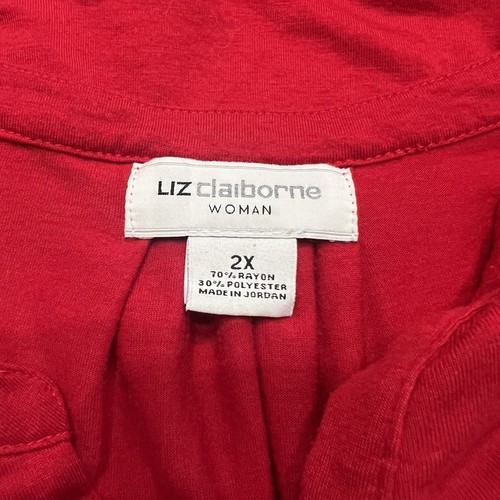 LIZ claiborne
WOMAN
2X
70% RAYON
30% POLYESTER
MADE IN JORDAN